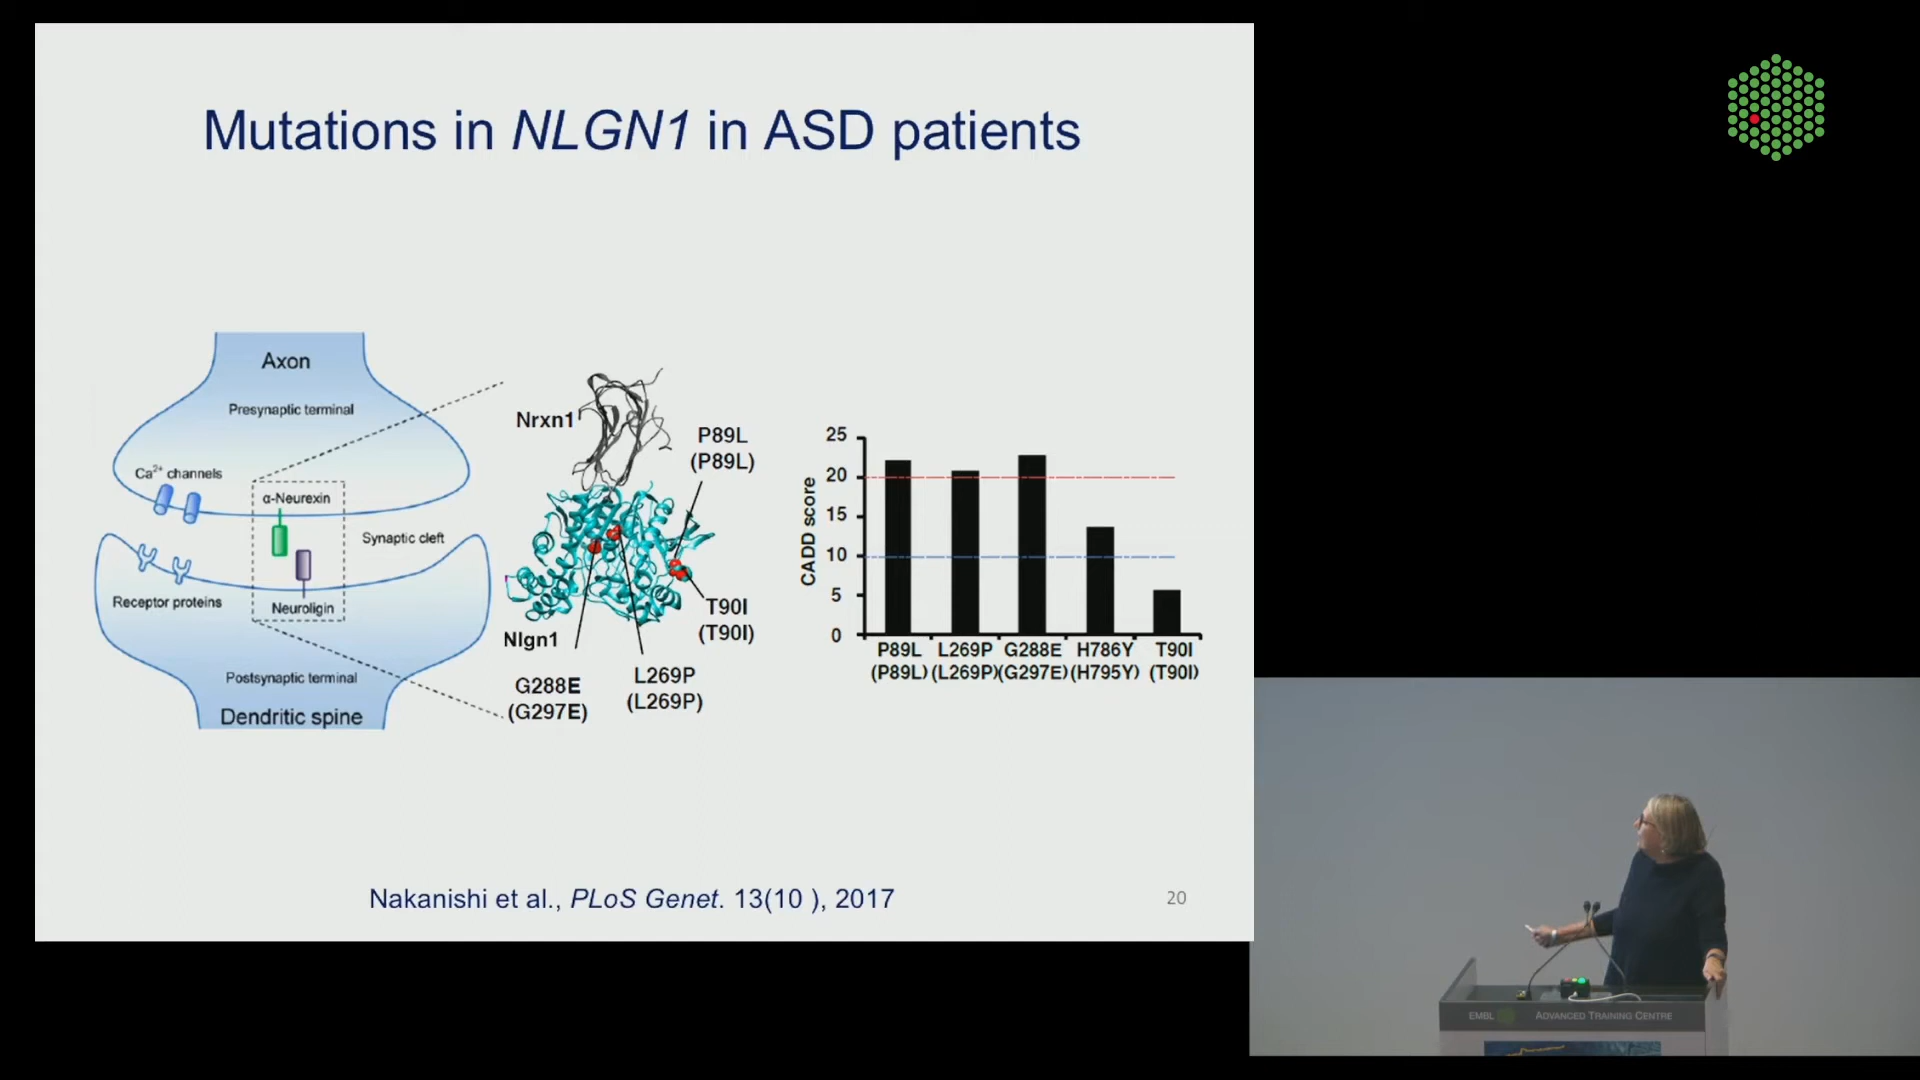 Mutations in NLGN1 in ASD patients
Axon
Presynaptic terminal
Ca2+ channels
α-Neurexin
Synaptic cleft
Receptor proteins
Neuroligin
Postsynaptic terminal
Dendritic spine
Nrxn1
P89L
(P89L)
T90I
(T90I)
Nlgn1
L269P
(L269P)
G288E
(G297E)
CADD score
25
20
15
10
5
0
P89L L269P G288E H786Y T90I
(P89L) (L269P) (G297E) (H795Y) (T90I)
Nakanishi et al., PLoS Genet. 13(10 ), 2017
20
EMBL ADVANCED TRAINING CENTRE